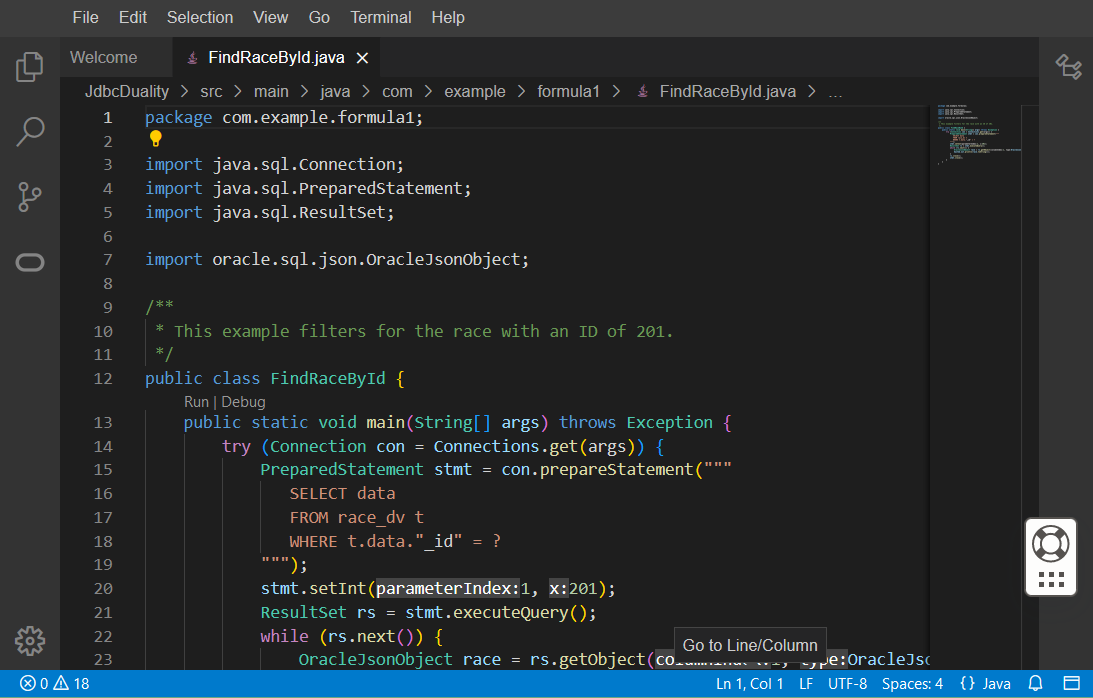 File Edit Selection View Go Terminal Help
Welcome FindRaceById.java
JdbcDuality > src > main > java > com > example > formula1 > FindRaceById.java > ...
1 package com.example.formula1;
2
3 import java.sql.Connection;
4 import java.sql.PreparedStatement;
5 import java.sql.ResultSet;
6
7 import oracle.sql.json.OracleJsonObject;
8
9 /**
10 * This example filters for the race with an ID of 201.
11 */
12 public class FindRaceById {
Run | Debug
13 public static void main(String[] args) throws Exception {
14 try (Connection con = Connections.get(args)) {
15 PreparedStatement stmt = con.prepareStatement("""
16 SELECT data
17 FROM race_dv t
18 WHERE t.data."_id" = ?
19 """);
20 stmt.setInt(parameterIndex:1, x:201);
21 ResultSet rs = stmt.executeQuery();
22 while (rs.next()) {
Go to Line/Column
23 OracleJsonObject race = rs.getObject( type:OracleJso
0 18 Ln 1, Col 1 LF UTF-8 Spaces: 4 {} Java